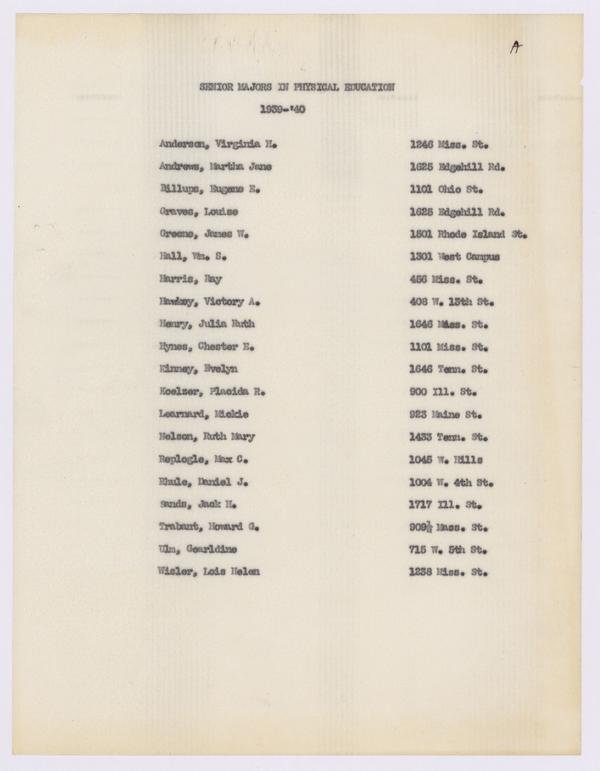 A
SENIOR MAJORS IN PHYSICAL EDUCATION
1939-'40
Anderson, Virginia H. 1246 Miss. St.
Andrews, Martha Jane 1625 Edgehill Rd.
Billups, Eugene E. 1101 Ohio St.
Graves, Louise 1625 Edgehill Rd.
Greene, James W. 1501 Rhode Island St.
Hall, Wm. S. 1301 West Campus
Harris, Ray 456 Miss. St.
Hawkey, Victory A. 408 W. 13th St.
Henry, Julia Ruth 1646 Miss. St.
Hynes, Chester E. 1101 Miss. St.
Kinney, Evelyn 1646 Tenn. St.
Koelzer, Placida R. 900 Ill. St.
Learnard, Mickie 923 Maine St.
Nelson, Ruth Mary 1433 Tenn. St.
Replogle, Max C. 1045 W. Hills
Rhule, Daniel J. 1004 W. 4th St.
Sands, Jack H. 1717 Ill. St.
Trabant, Howard G. 909½ Mass. St.
Ulm, Gearldine 715 W. 5th St.
Wisler, Lois Helen 1238 Miss. St.